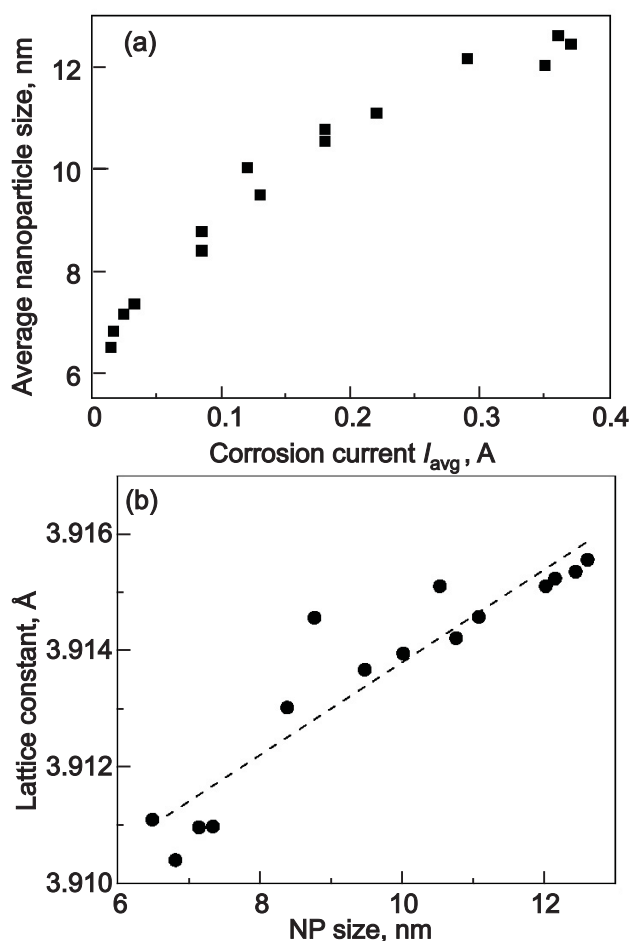 (a)
Average nanoparticle size, nm
12
10
8
6
0 0.1 0.2 0.3 0.4
Corrosion current Iavg, A
(b)
Lattice constant, Å
3.916
3.914
3.912
3.910
6 8 10 12
NP size, nm